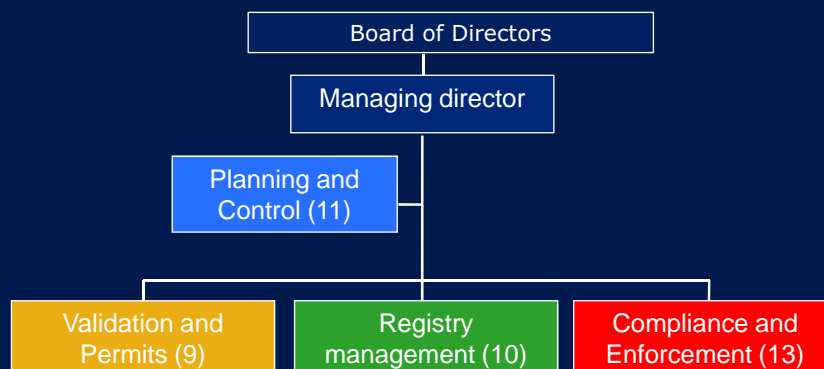 Board of Directors
Managing director
Planning and
Control (11)
Validation and
Permits (9)
Registry
management (10)
Compliance and
Enforcement (13)